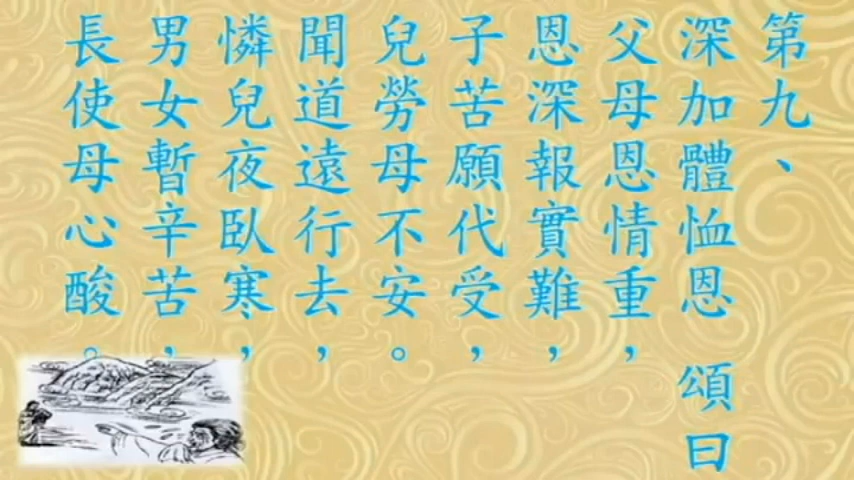 第九、
深加體恤恩 頌曰
父母恩情重，
恩深報實難，
子苦願代受，
兒勞母不安。
聞道遠行去，
憐兒夜臥寒，
男女暫辛苦，
長使母心酸。